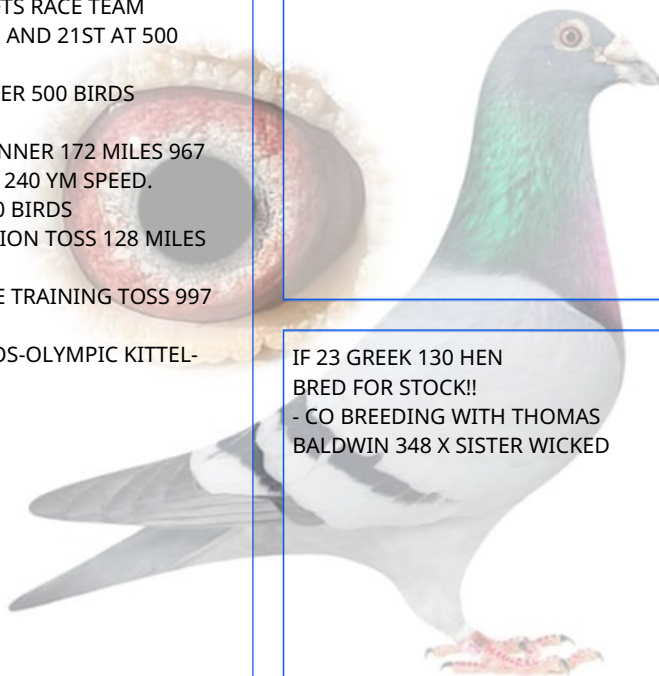 TS RACE TEAM
AND 21ST AT 500
ER 500 BIRDS
NNER 172 MILES 967
240 YM SPEED.
0 BIRDS
ION TOSS 128 MILES
E TRAINING TOSS 997
OS-OLYMPIC KITTEL-
IF 23 GREEK 130 HEN
BRED FOR STOCK!!
- CO BREEDING WITH THOMAS
BALDWIN 348 X SISTER WICKED